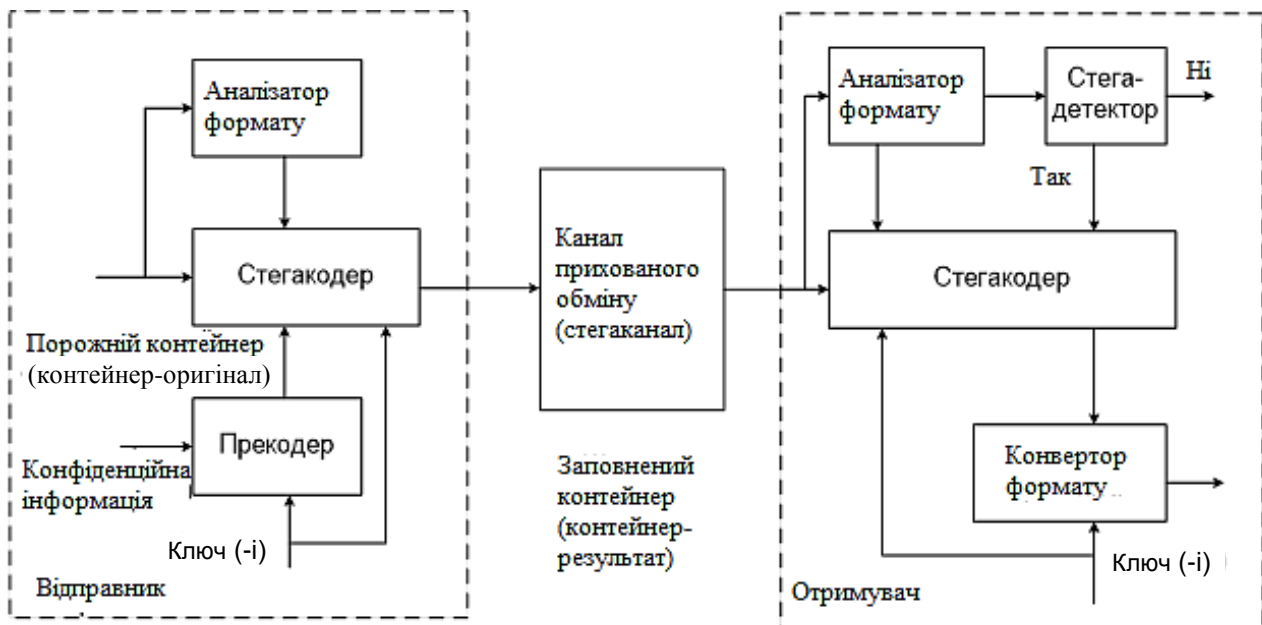 Аналізатор
формату
Стегакодер
Порожній контейнер
(контейнер-оригінал)
Прекодер
Конфіденційна
інформація
Ключ (-і)
Відправник
Канал
прихованого
обміну
(стегаканал)
Заповнений
контейнер
(контейнер-
результат)
Аналізатор
формату
Стега-
детектор
Ні
Так
Стегакодер
Конвертор
формату
Ключ (-і)
Отримувач